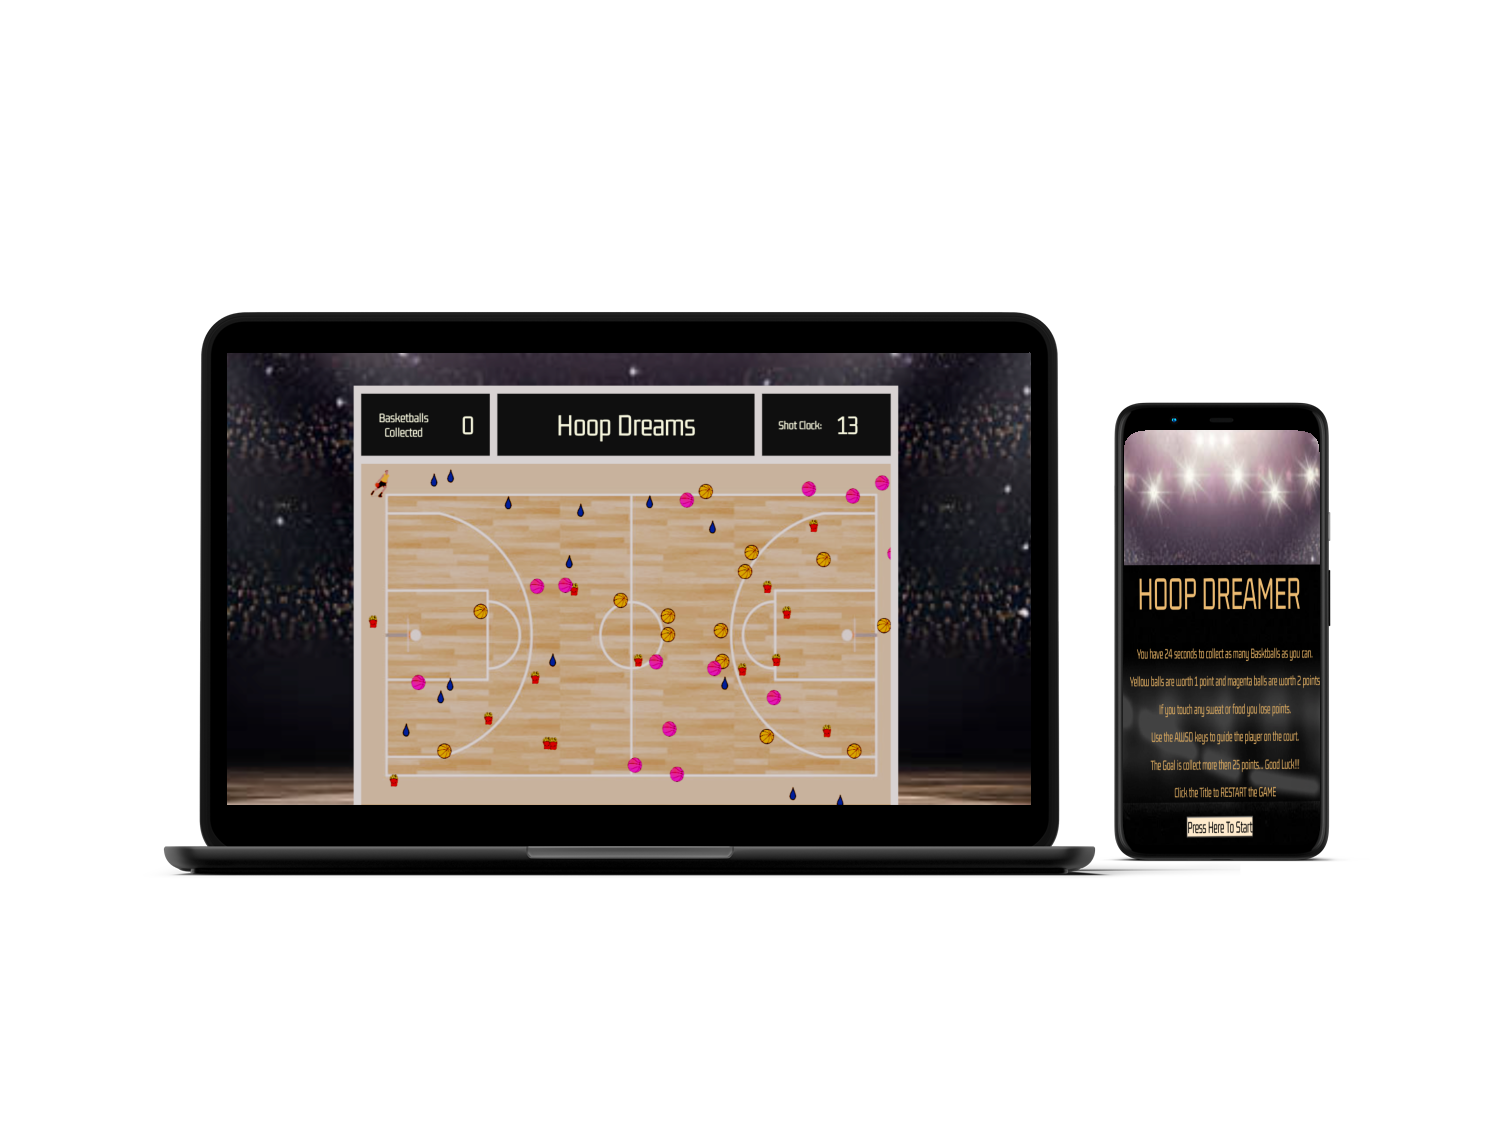 Basketballs
Collected
0
Hoop Dreams
Shot Clock:
13
HOOP DREAMER
You have 24 seconds to collect as many Basktballs as you can.
Yellow balls are worth 1 point and magenta balls are worth 2 points
If you touch any sweat or food you lose points.
Use the AWSD keys to guide the player on the court.
The Goal is collect more then 25 points... Good Luck!!!
Click the Title to RESTART the GAME
Press Here To Start